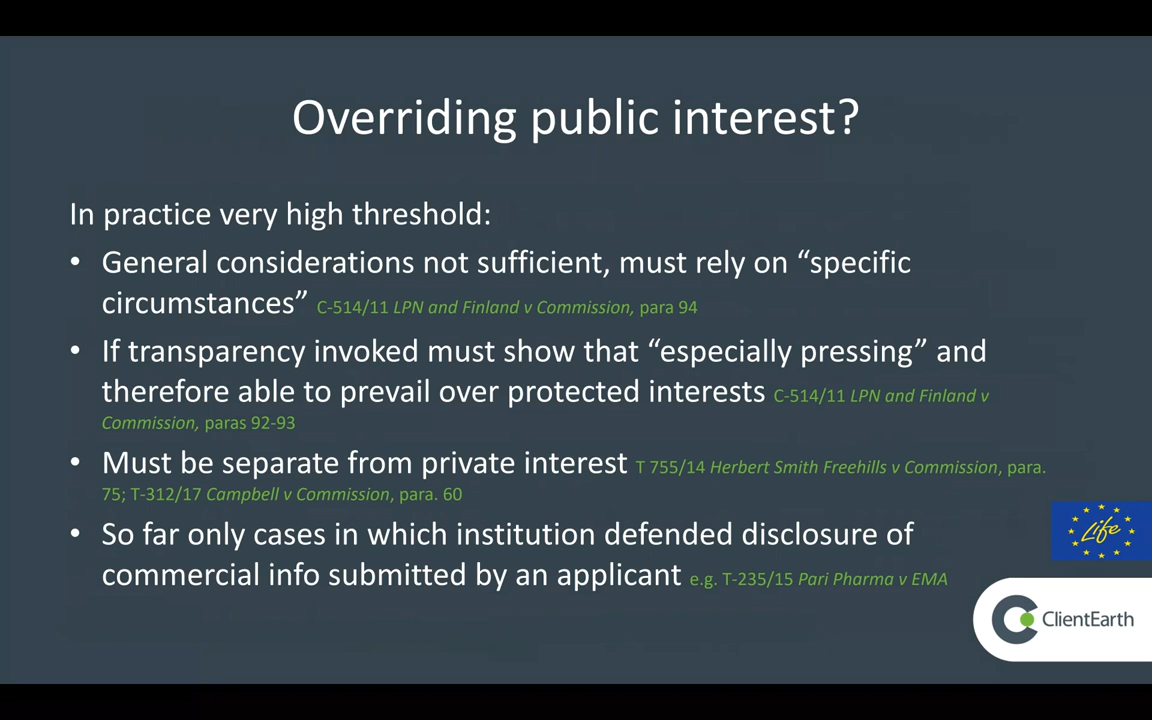 Overriding public interest?
In practice very high threshold:
• General considerations not sufficient, must rely on “specific
circumstances” C-514/11 LPN and Finland v Commission, para 94
• If transparency invoked must show that “especially pressing” and
therefore able to prevail over protected interests C-514/11 LPN and Finland v
Commission, paras 92-93
• Must be separate from private interest T 755/14 Herbert Smith Freehills v Commission, para.
75; T-312/17 Campbell v Commission, para. 60
• So far only cases in which institution defended disclosure of
commercial info submitted by an applicant e.g. T-235/15 Pari Pharma v EMA
Life
ClientEarth